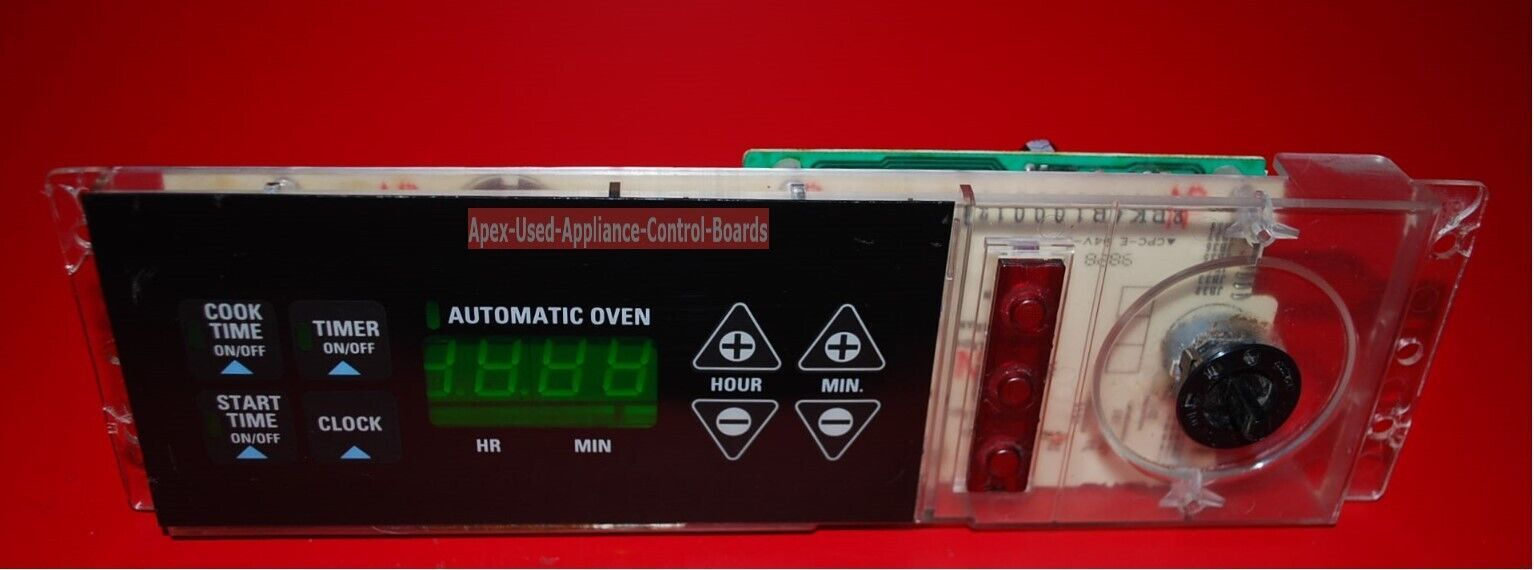 Apex-Used-Appliance-Control-Boards
COOK
TIME
ON/OFF
TIMER
ON/OFF
START
TIME
ON/OFF
CLOCK
AUTOMATIC OVEN
HR
MIN
HOUR
MIN.